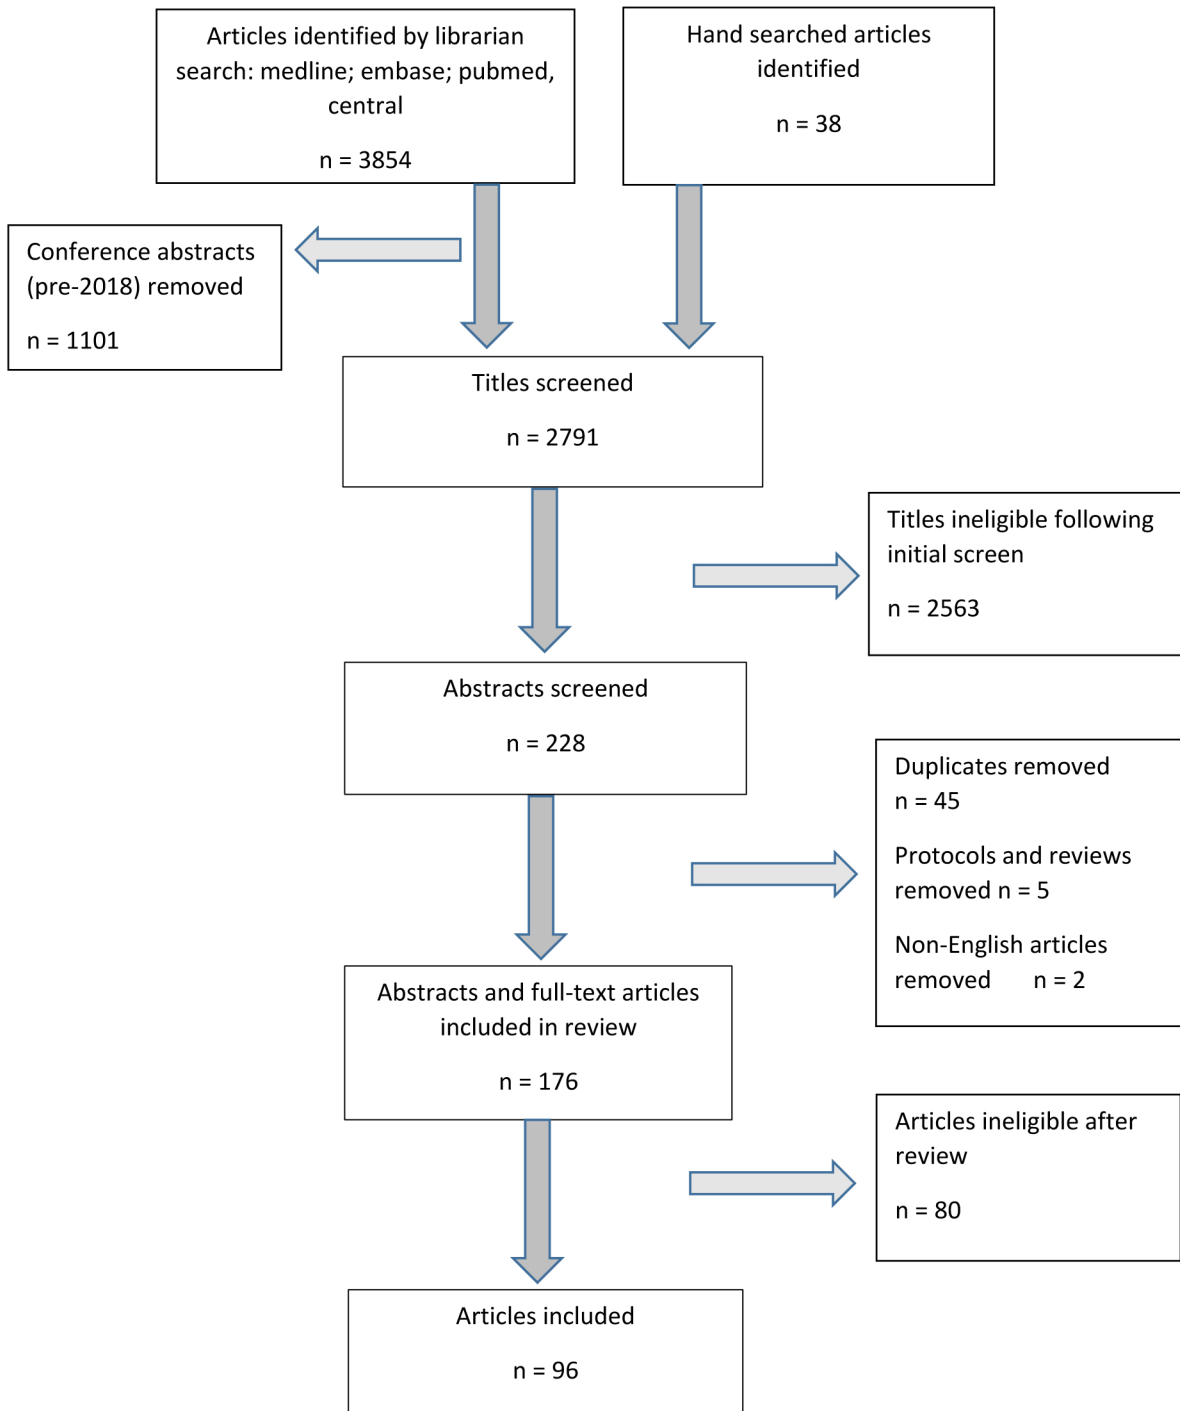 Articles identified by librarian
search: medline; embase; pubmed,
central
n = 3854
Hand searched articles
identified
n = 38
Conference abstracts
(pre-2018) removed
n = 1101
Titles screened
n = 2791
Titles ineligible following
initial screen
n = 2563
Abstracts screened
n = 228
Duplicates removed
n = 45
Protocols and reviews
removed n = 5
Non-English articles
removed n = 2
Abstracts and full-text articles
included in review
n = 176
Articles ineligible after
review
n = 80
Articles included
n = 96